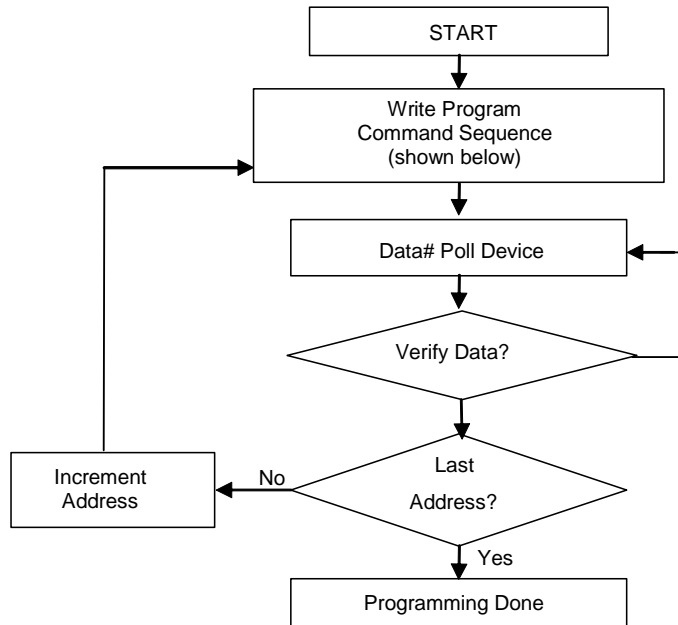 START
Write Program
Command Sequence
(shown below)
Data# Poll Device
Verify Data?
Last
Address?
No
Increment
Address
Yes
Programming Done